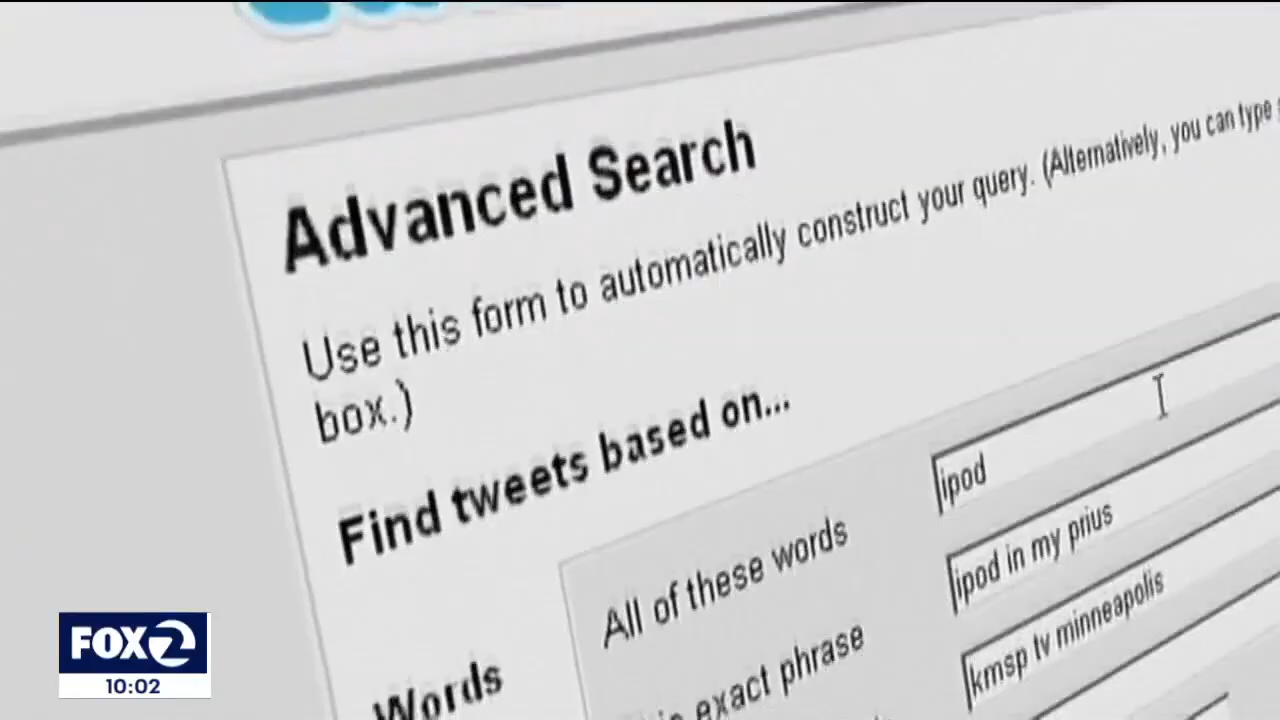 Advanced Search
Use this form to automatically construct your query. (Alternatively, you can type
box.)
Find tweets based on...
All of these words
ipod
exact phrase
ipod in my prius
kmsp tv minneapolis
Words
FOX 2
10:02